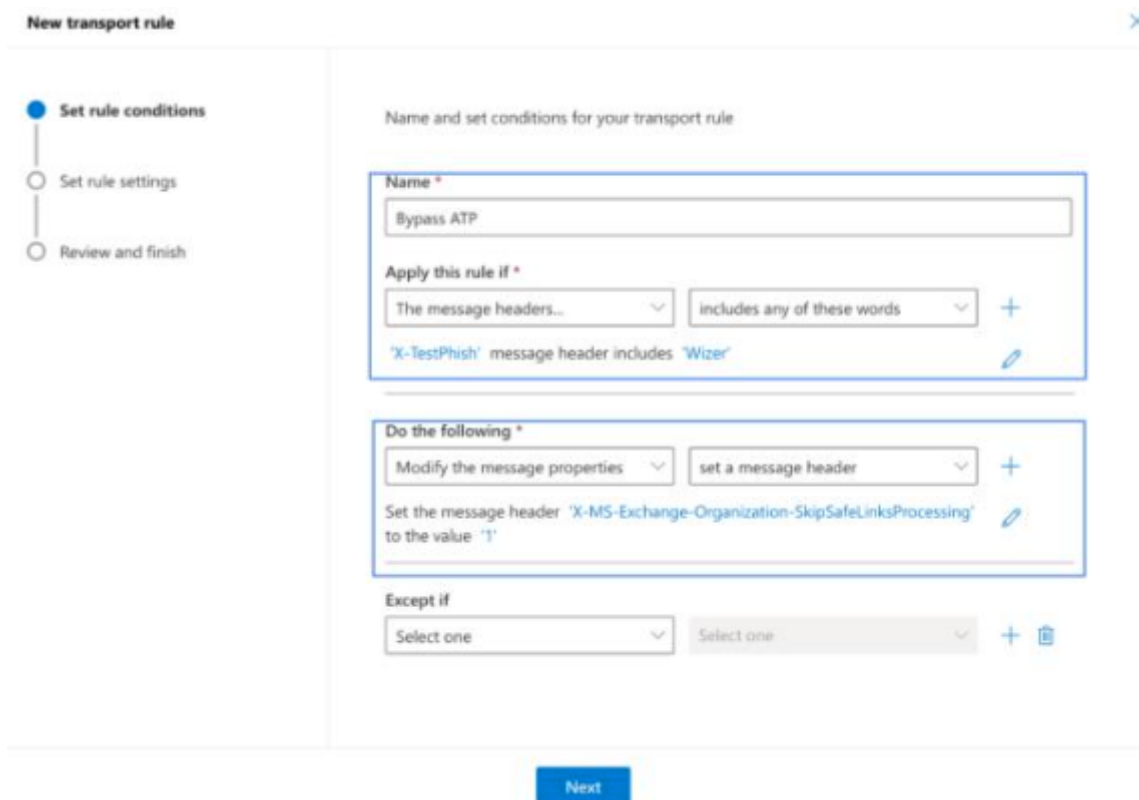 New transport rule
Set rule conditions
Set rule settings
Review and finish
Name and set conditions for your transport rule
Name *
Bypass ATP
Apply this rule if *
The message headers... includes any of these words
'X-TestPhish' message header includes 'Wizer'
Do the following *
Modify the message properties set a message header
Set the message header 'X-MS-Exchange-Organization-SkipSafeLinksProcessing'
to the value '1'
Except if
Select one Select one
Next